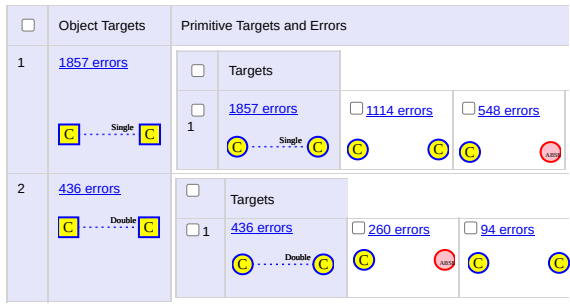 Object Targets
Primitive Targets and Errors
1
1857 errors
C Single C
Targets
1
1857 errors
C Single C
1114 errors
C C
548 errors
C ABSE
2
436 errors
C Double C
Targets
1
436 errors
C Double C
260 errors
C
94 errors
C C